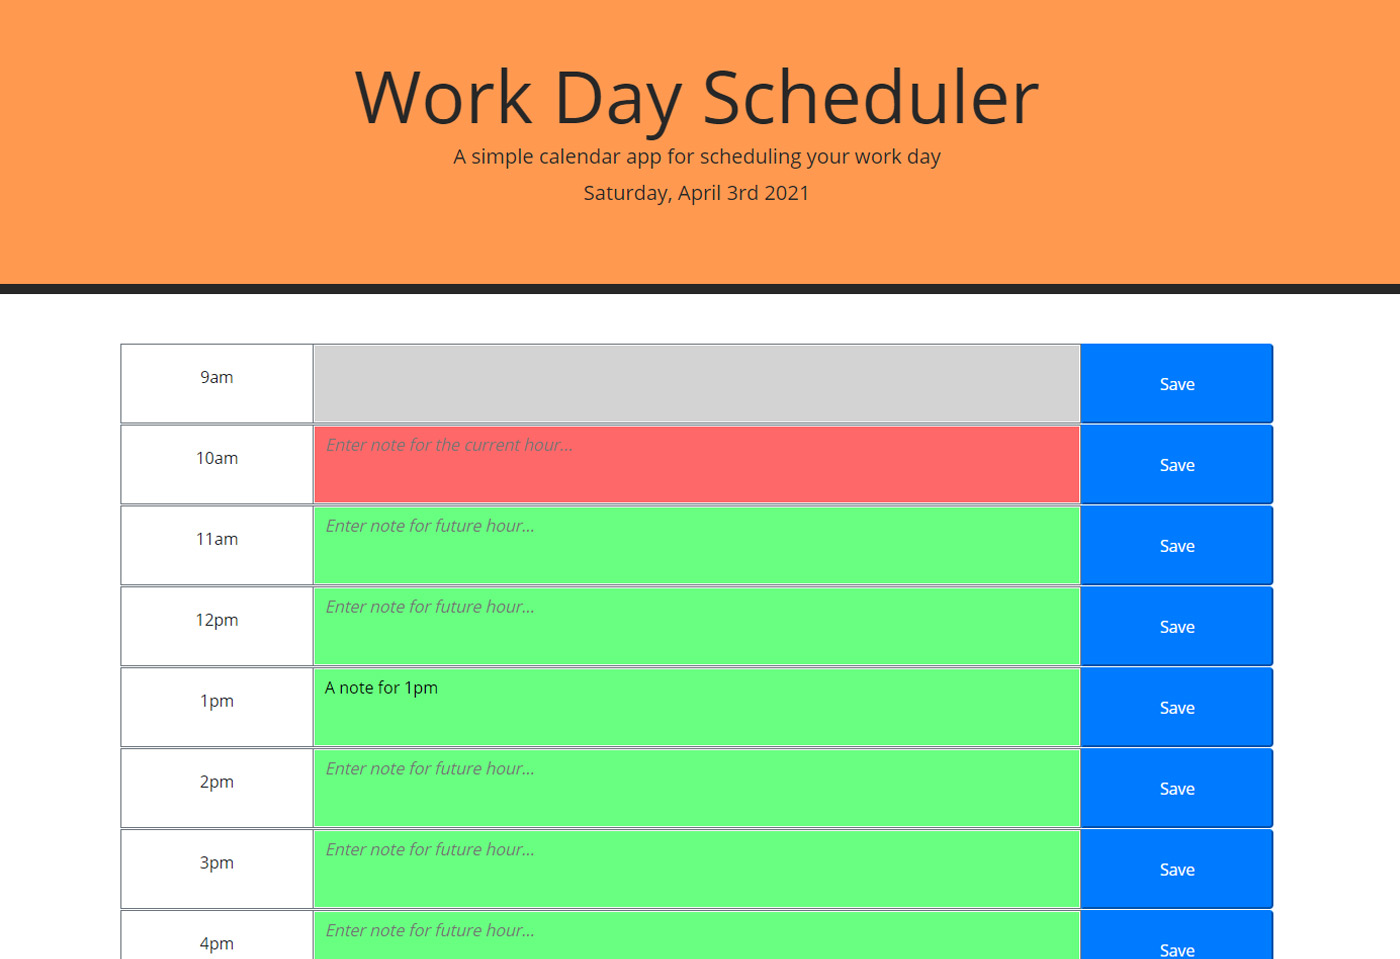 Work Day Scheduler
A simple calendar app for scheduling your work day
Saturday, April 3rd 2021
9am
Save
10am
Enter note for the current hour...
Save
11am
Enter note for future hour...
Save
12pm
Enter note for future hour...
Save
1pm
A note for 1pm
Save
2pm
Enter note for future hour...
Save
3pm
Enter note for future hour...
Save
4pm
Enter note for future hour...
Save